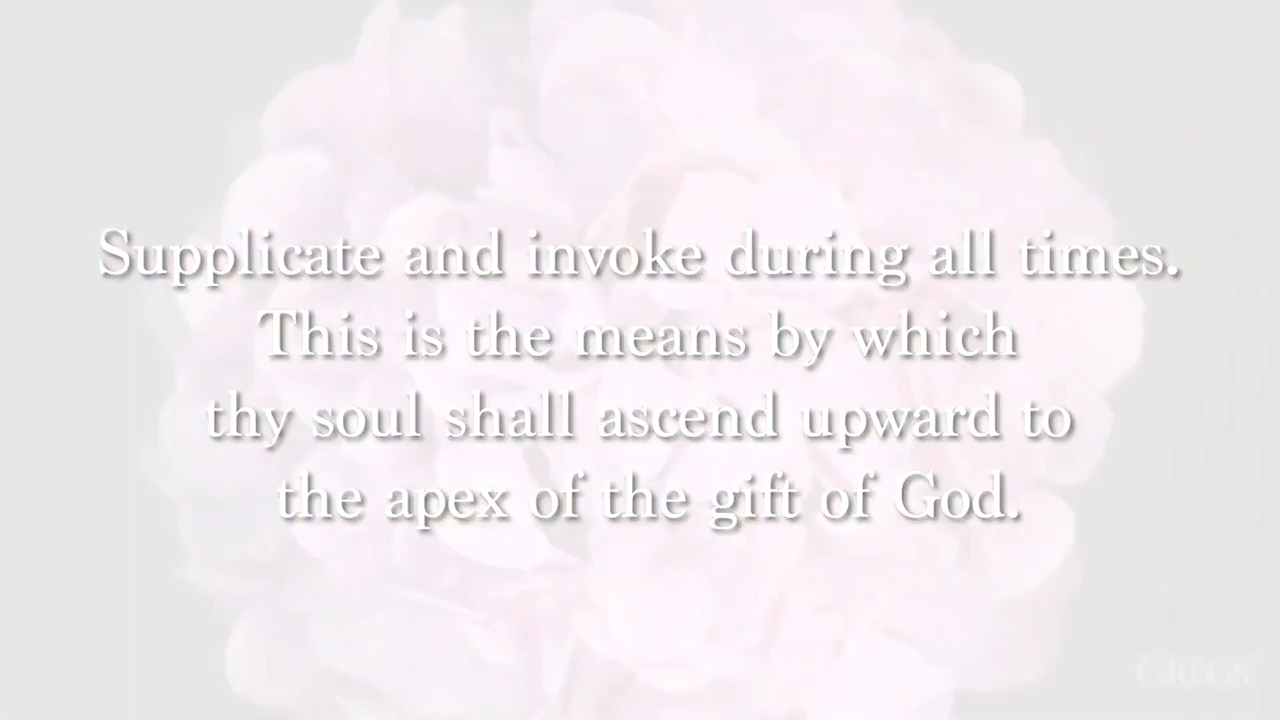 Supplicate and invoke during all times.
This is the means by which
thy soul shall ascend upward to
the apex of the gift of God.